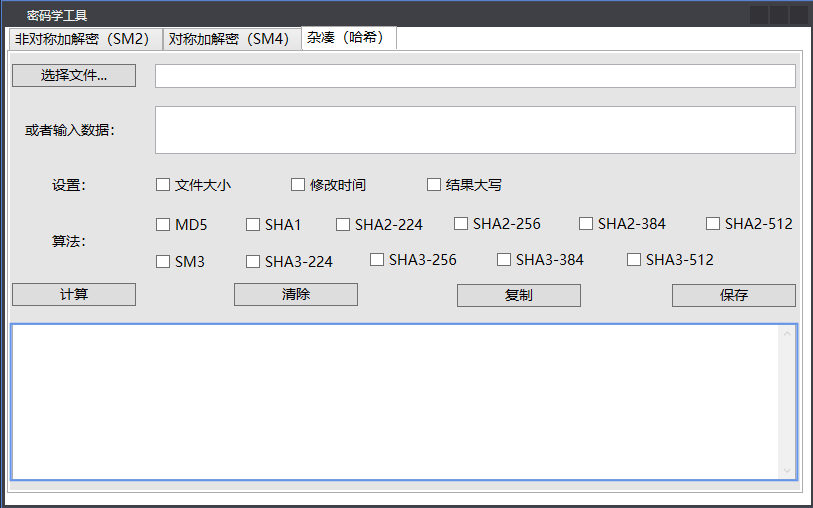 密码学工具
非对称加解密（SM2） 对称加解密（SM4） 杂凑（哈希）
选择文件...
或者输入数据：
设置： 文件大小 修改时间 结果大写
MD5 SHA1 SHA2-224 SHA2-256 SHA2-384 SHA2-512
算法：
SM3 SHA3-224 SHA3-256 SHA3-384 SHA3-512
计算 清除 复制 保存